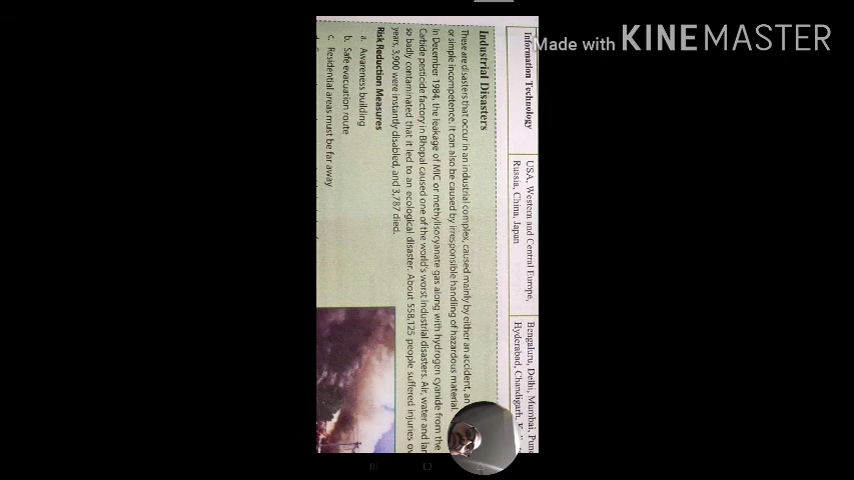 Made with KINEMASTER
Information Technology
USA, Western and Central Europe,
Russia, China, Japan
Bengaluru, Delhi, Mumbai, Pune
Hyderabad, Chandigarh,
Industrial Disasters
These are disasters that occur in an industrial complex, caused mainly by either an accident,
or simple incompetence. It can also be caused by irresponsible handling of hazardous material.
In December 1984, the leakage of MIC or methylisocyanate gas along with hydrogen cyanide from the
Carbide pesticide factory in Bhopal caused one of the world's worst industrial disasters. Air, water and
so badly contaminated that it led to an ecological disaster. About 558,125 people suffered injuries
years, 3,900 were instantly disabled, and 3,787 died.
Risk Reduction Measures
a. Awareness building
b. Safe evacuation route
c. Residential areas must be far away